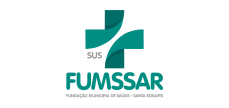 SUS
FUMSSAR
FUNDAÇÃO MUNICIPAL DE SAÚDE - SANTA ROSA/RS